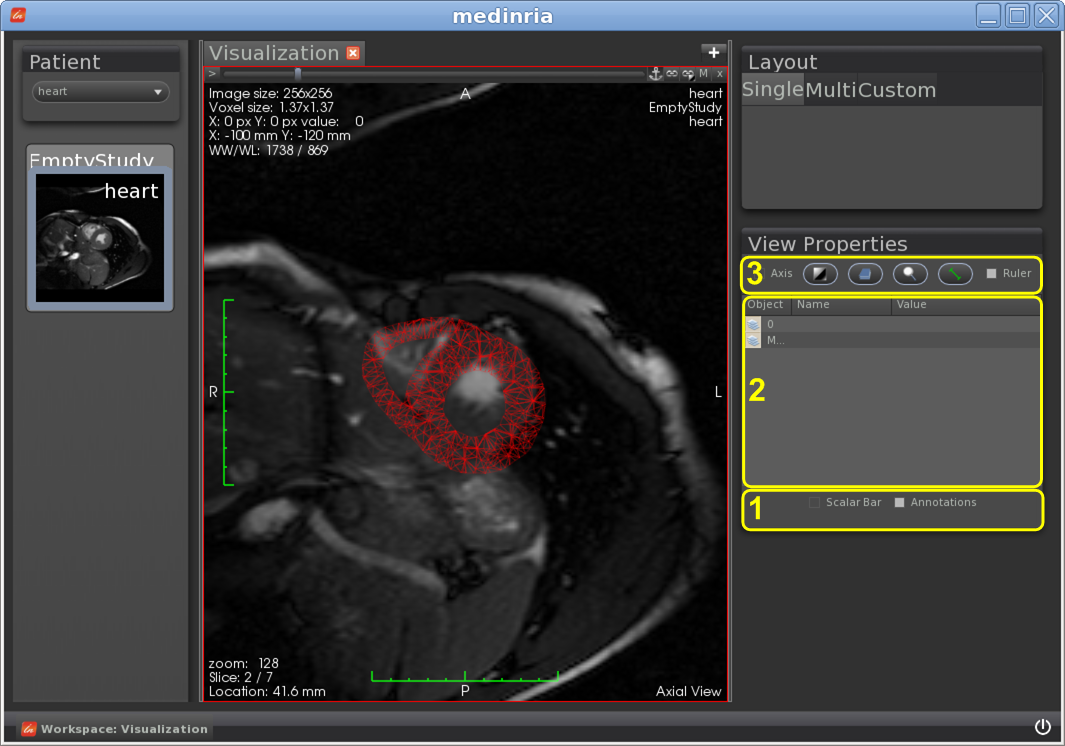 medinria
Patient
heart
EmptyStudy
heart
Visualization
+
> M x
Image size: 256x256
Voxel size: 1.37x1.37
X: 0 px Y: 0 px value: 0
X: -100 mm Y: -120 mm
WW/WL: 1738 / 869
A
heart
EmptyStudy
heart
R
L
zoom: 128
Slice: 2 / 7
Location: 41.6 mm
P
Axial View
Layout
Single Multi Custom
View Properties
3 Axis Ruler
Object Name Value
0
M...
2
1 Scalar Bar Annotations
Workspace: Visualization